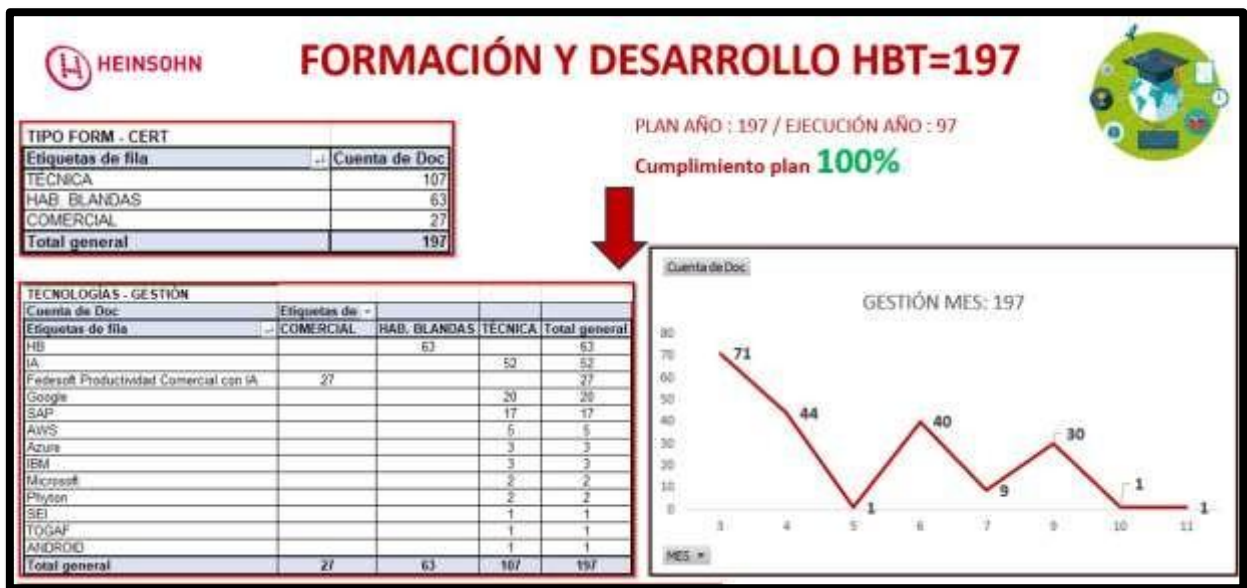 HEINSOHN
FORMACIÓN Y DESARROLLO HBT=197
PLAN AÑO : 197 / EJECUCIÓN AÑO : 97
Cumplimiento plan 100%
TIPO FORM - CERT
Etiquetas de fila Cuenta de Doc
TÉCNICA 107
HAB. BLANDAS 63
COMERCIAL 27
Total general 197
TECNOLOGÍAS - GESTIÓN
Cuenta de Doc Etiquetas de
Etiquetas de fila COMERCIAL HAB. BLANDAS TÉCNICA Total general
HB 63 63
IA 52 52
Fedesoft Productividad Comercial con IA 27 27
Google 20 20
SAP 17 17
AWS 5 5
Azure 3 3
IBM 3 3
Microsoft 2 2
Phyton 2 2
SEI 1 1
TOGAF 1 1
ANDROID 1 1
Total general 27 63 107 197
Cuenta de Doc
GESTIÓN MES: 197
80
70
60
50
40
30
20
10
0
71
44
1
40
9
30
1
1
3 4 5 6 7 9 10 11
MES